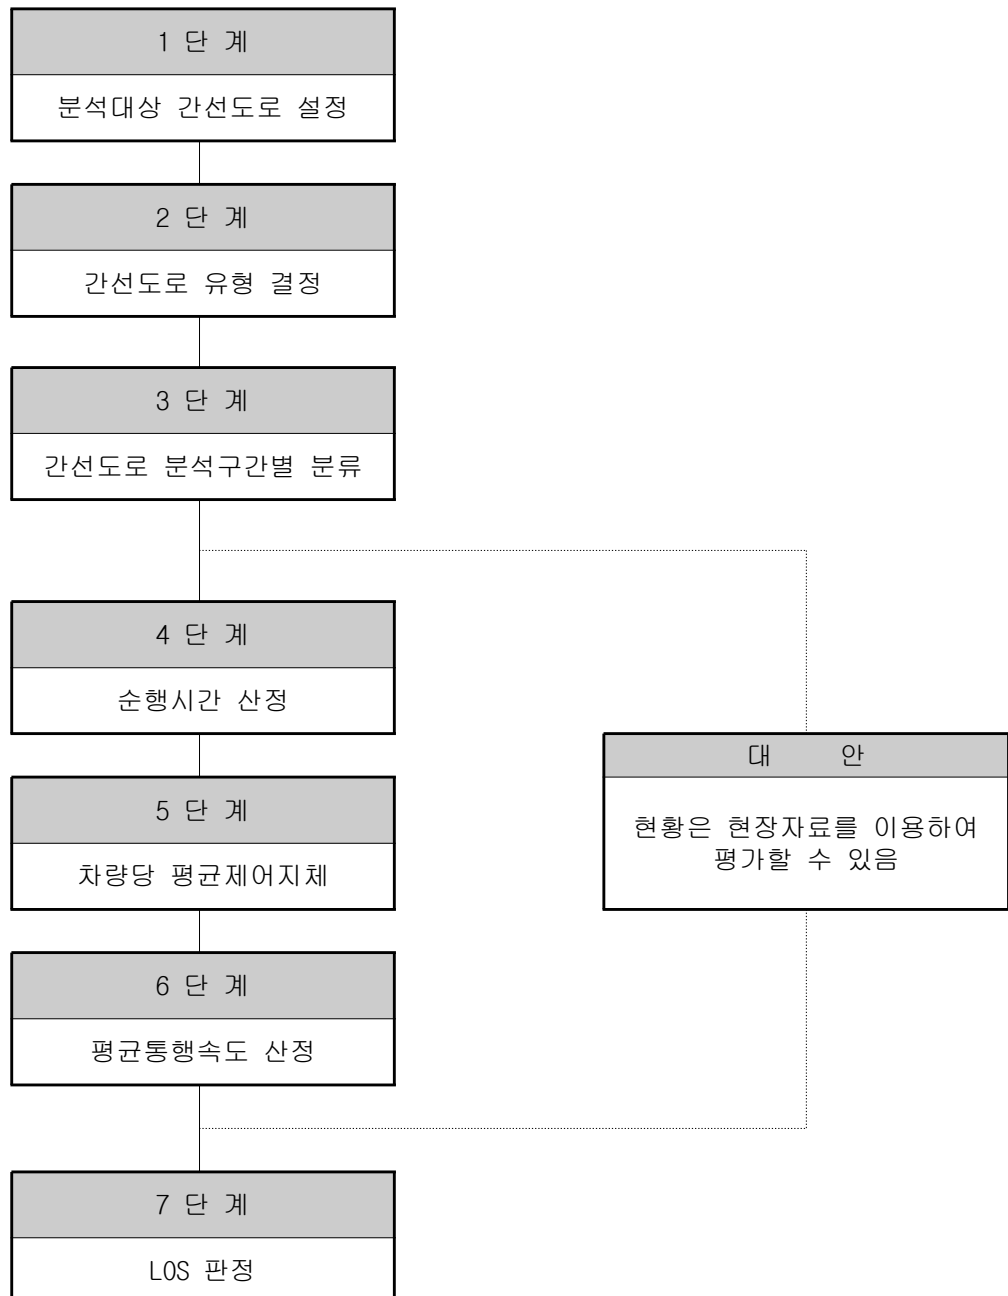 1 단 계
분석대상 간선도로 설정
2 단 계
간선도로 유형 결정
3 단 계
간선도로 분석구간별 분류
4 단 계
순행시간 산정
5 단 계
차량당 평균제어지체
6 단 계
평균통행속도 산정
대 안
현황은 현장자료를 이용하여
평가할 수 있음
7 단 계
LOS 판정